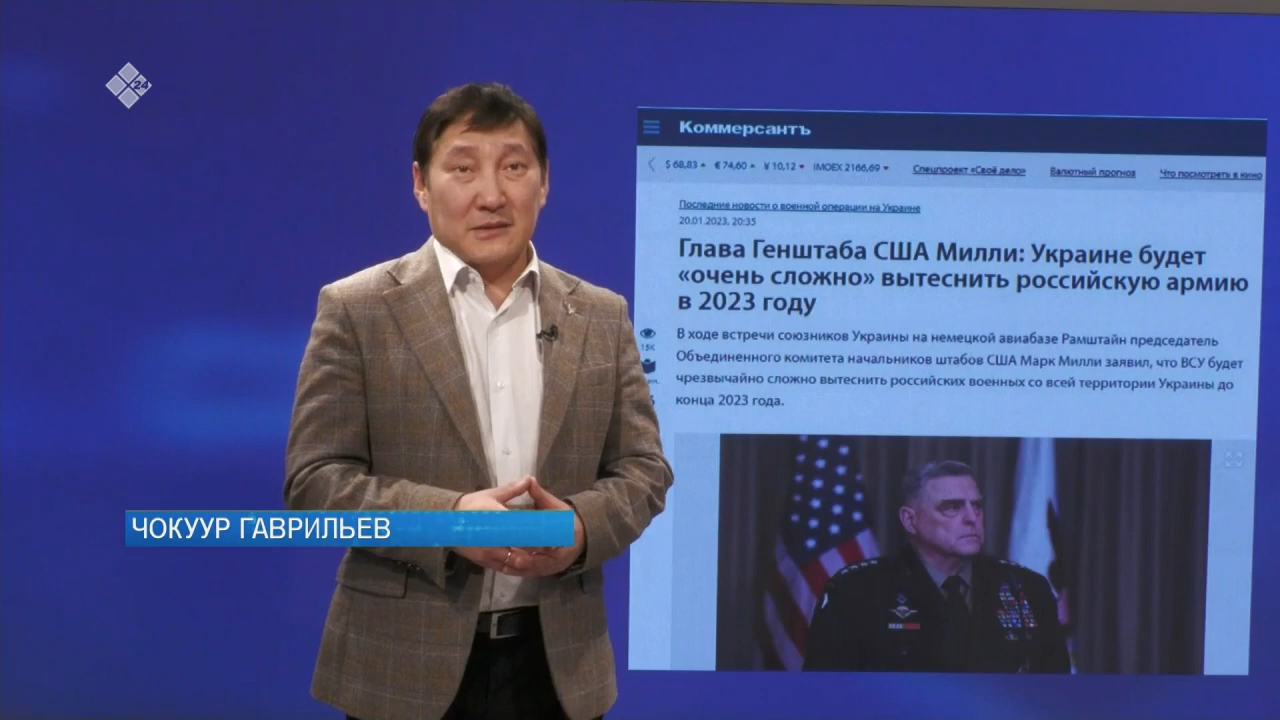 24
Коммерсантъ
$ 68,83 € 74,60 ¥ 10,12 IMOEX 2166,69 Спецпроект «Своё дело» Валютный прогноз Что посмотреть в кино
Последние новости о военной операции на Украине
20.01.2023, 20:35
Глава Генштаба США Милли: Украине будет
«очень сложно» вытеснить российскую армию
в 2023 году
15K
В ходе встречи союзников Украины на немецкой авиабазе Рамштайн председатель
Объединенного комитета начальников штабов США Марк Милли заявил, что ВСУ будет
чрезвычайно сложно вытеснить российских военных со всей территории Украины до
конца 2023 года.
ЧОКУУР ГАВРИЛЬЕВ